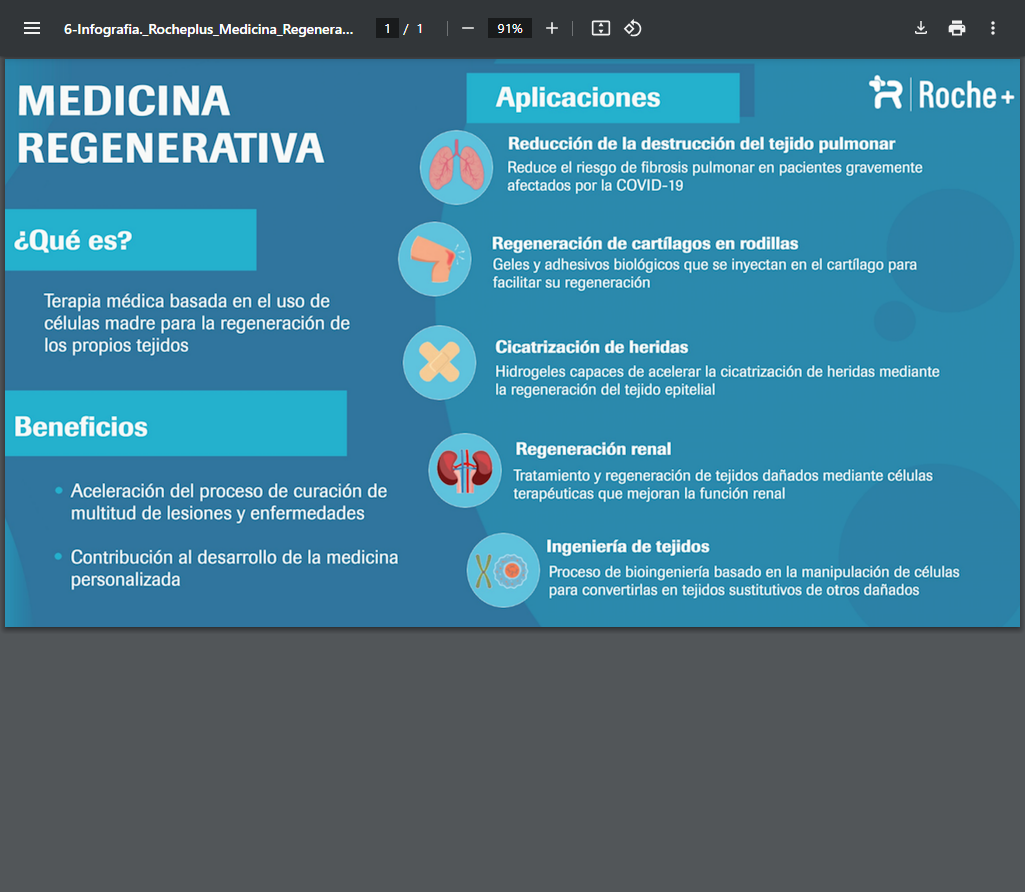 6-Infografia._Rocheplus_Medicina_Regenera...
1 / 1
91%
MEDICINA
REGENERATIVA
¿Qué es?
Terapia médica basada en el uso de
células madre para la regeneración de
los propios tejidos
Beneficios
Aceleración del proceso de curación de
multitud de lesiones y enfermedades
Contribución al desarrollo de la medicina
personalizada
Aplicaciones
Roche+
Reducción de la destrucción del tejido pulmonar
Reduce el riesgo de fibrosis pulmonar en pacientes gravemente
afectados por la COVID-19
Regeneración de cartílagos en rodillas
Geles y adhesivos biológicos que se inyectan en el cartílago para
facilitar su regeneración
Cicatrización de heridas
Hidrogeles capaces de acelerar la cicatrización de heridas mediante
la regeneración del tejido epitelial
Regeneración renal
Tratamiento y regeneración de tejidos dañados mediante células
terapéuticas que mejoran la función renal
Ingeniería de tejidos
Proceso de bioingeniería basado en la manipulación de células
para convertirlas en tejidos sustitutivos de otros dañados